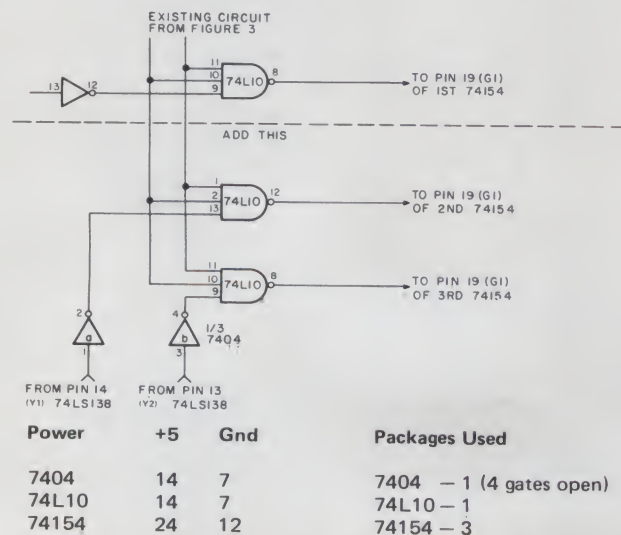 EXISTING CIRCUIT
FROM FIGURE 3
11
10
9
74L10
8
13
12
TO PIN 19 (G1)
OF 1ST 74154
ADD THIS
1
2
13
74L10
12
TO PIN 19 (G1)
OF 2ND 74154
11
10
9
74L10
8
TO PIN 19 (G1)
OF 3RD 74154
2
a
1
4
b
3
1/3
7404
FROM PIN 14
(Y1) 74LS138
FROM PIN 13
(Y2) 74LS138
Power +5 Gnd Packages Used
7404 14 7 7404 – 1 (4 gates open)
74L10 14 7 74L10 – 1
74154 24 12 74154 – 3